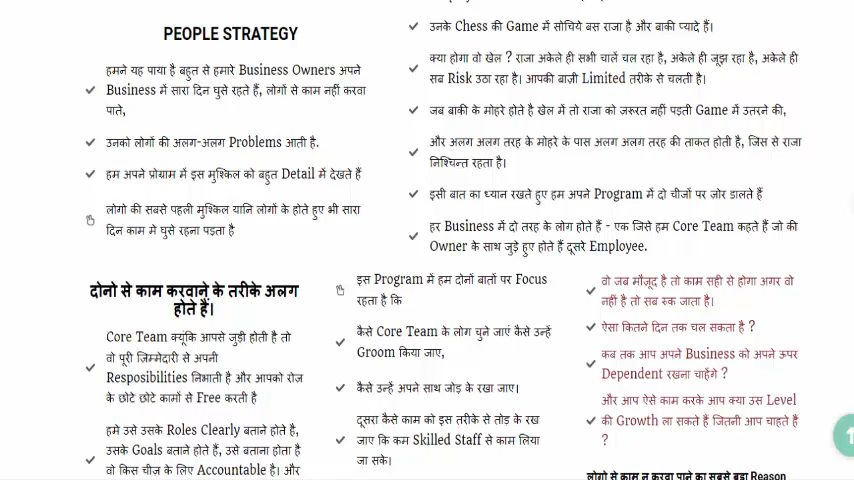 PEOPLE STRATEGY
हमने यह पाया है बहुत से हमारे Business Owners अपने
Business में सारा दिन घुसे रहते हैं, लोगों से काम नहीं करवा
पाते,
उनको लोगों की अलग-अलग Problems आती है.
हम अपने प्रोग्राम में इस मुश्किल को बहुत Detail में देखते हैं
लोगो की सबसे पहली मुश्किल यानि लोगों के होते हुए भी सारा
दिन काम मे घुसे रहना पड़ता है
उनके Chess की Game में सोचिये बस राजा है और बाकी प्यादे हैं।
क्या होगा वो खेल ? राजा अकेले ही सभी चालें चल रहा है, अकेले ही जूझ रहा है, अकेले ही
सब Risk उठा रहा है। आपकी बाज़ी Limited तरीके से चलती है।
जब बाकी के मोहरे होते है खेल में तो राजा को ज़रूरत नहीं पड़ती Game में उतरने की,
और अलग अलग तरह के मोहरे के पास अलग अलग तरह की ताकत होती है, जिस से राजा
निश्चिन्त रहता है।
इसी बात का ध्यान रखते हुए हम अपने Program में दो चीजों पर ज़ोर डालते हैं
हर Business में दो तरह के लोग होते हैं - एक जिसे हम Core Team कहते हैं जो की
Owner के साथ जुड़े हुए होते हैं दूसरे Employee.
दोनो से काम करवाने के तरीके अलग
होते हैं।
Core Team क्यूंकि आपसे जुड़ी होती है तो
वो पूरी ज़िम्मेदारी से अपनी
Resposibilities निभाती है और आपको रोज़
के छोटे छोटे कामों से Free करती है
हमे उसे उसके Roles Clearly बताने होते है,
उसके Goals बताने होते हैं, उसे बताना होता है
वो किस चीज़ के लिए Accountable है। और
इस Program में हम दोनों बातों पर Focus
रहता है कि
कैसे Core Team के लोग चुने जाएं कैसे उन्हें
Groom किया जाए,
कैसे उन्हें अपने साथ जोड़ के रखा जाए।
दूसरा कैसे काम को इस तरीके से तोड़ के रख
जाए कि कम Skilled Staff से काम लिया
जा सके।
वो जब मौजूद है तो काम सही से होगा अगर वो
नहीं है तो सब रुक जाता है।
ऐसा कितने दिन तक चल सकता है ?
कब तक आप अपने Business को अपने ऊपर
Dependent रखना चाहेंगे ?
और आप ऐसे काम करके आप क्या उस Level
की Growth ला सकते हैं जितनी आप चाहते हैं
?
लोगो से काम न करवा पाने का सबसे बड़ा Reason